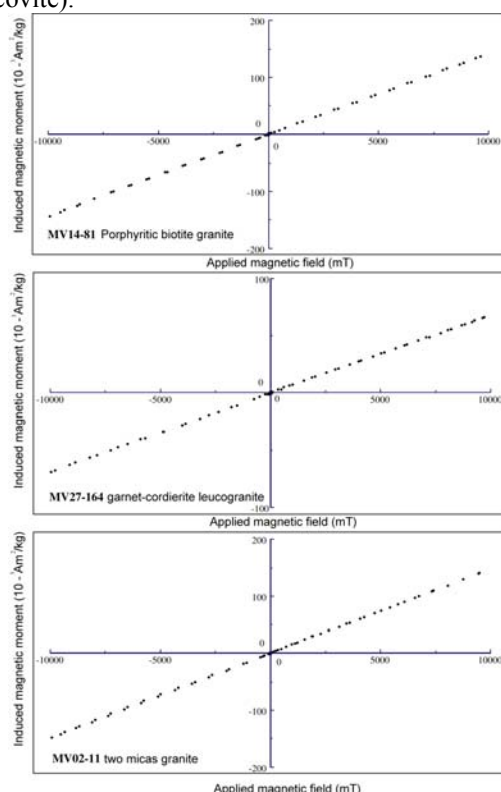 covite).
Induced magnetic moment (10 -³Am²/kg)
200
100
0
-10000 -5000 0 5000 10000
-100
MV14-81 Porphyritic biotite granite
-200
Applied magnetic field (mT)
Induced magnetic moment (10 -³Am²/kg)
100
0
-10000 -5000 0 5000 10000
MV27-164 garnet-cordierite leucogranite
-100
Applied magnetic field (mT)
Induced magnetic moment (10 -³Am²/kg)
200
100
0
-10000 -5000 0 5000 10000
-100
MV02-11 two micas granite
-200
Applied magnetic field (mT)